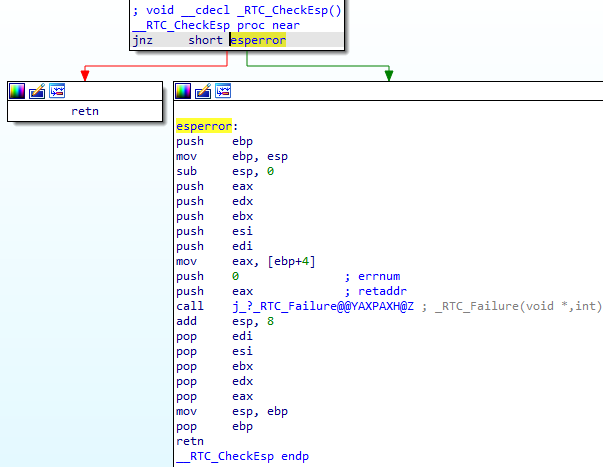 ; void __cdecl _RTC_CheckEsp()
__RTC_CheckEsp proc near
jnz     short esperror
retn
esperror:
push    ebp
mov     ebp, esp
sub     esp, 0
push    eax
push    edx
push    ebx
push    esi
push    edi
mov     eax, [ebp+4]
push    0               ; errnum
push    eax             ; retaddr
call    j_?_RTC_Failure@@YAXPAXH@Z ; _RTC_Failure(void *,int)
add     esp, 8
pop     edi
pop     esi
pop     ebx
pop     edx
pop     eax
mov     esp, ebp
pop     ebp
retn
__RTC_CheckEsp endp